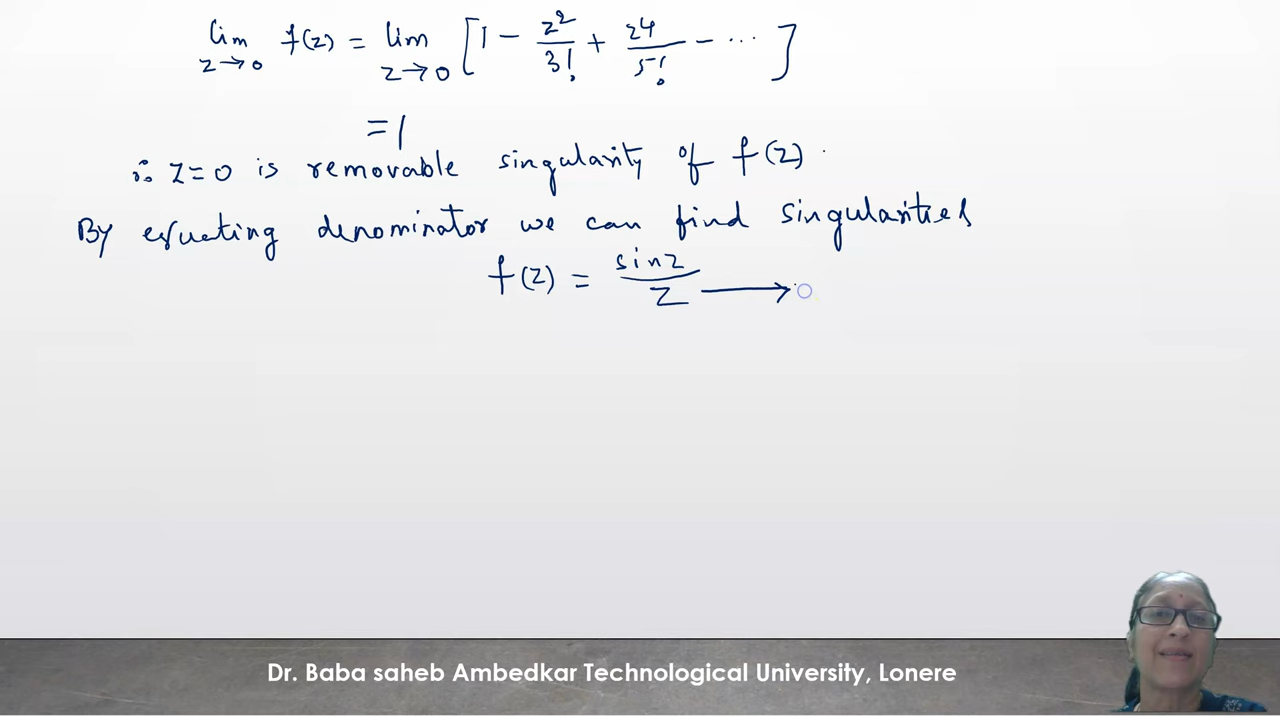 lim z→0 f(z) = lim z→0 [1 - z²/3! + z⁴/5! - ...]
= 1
∴ z=0 is removable singularity of f(z).
By equating denominator we can find singularities
f(z) = sinz/z →
Dr. Baba saheb Ambedkar Technological University, Lonere